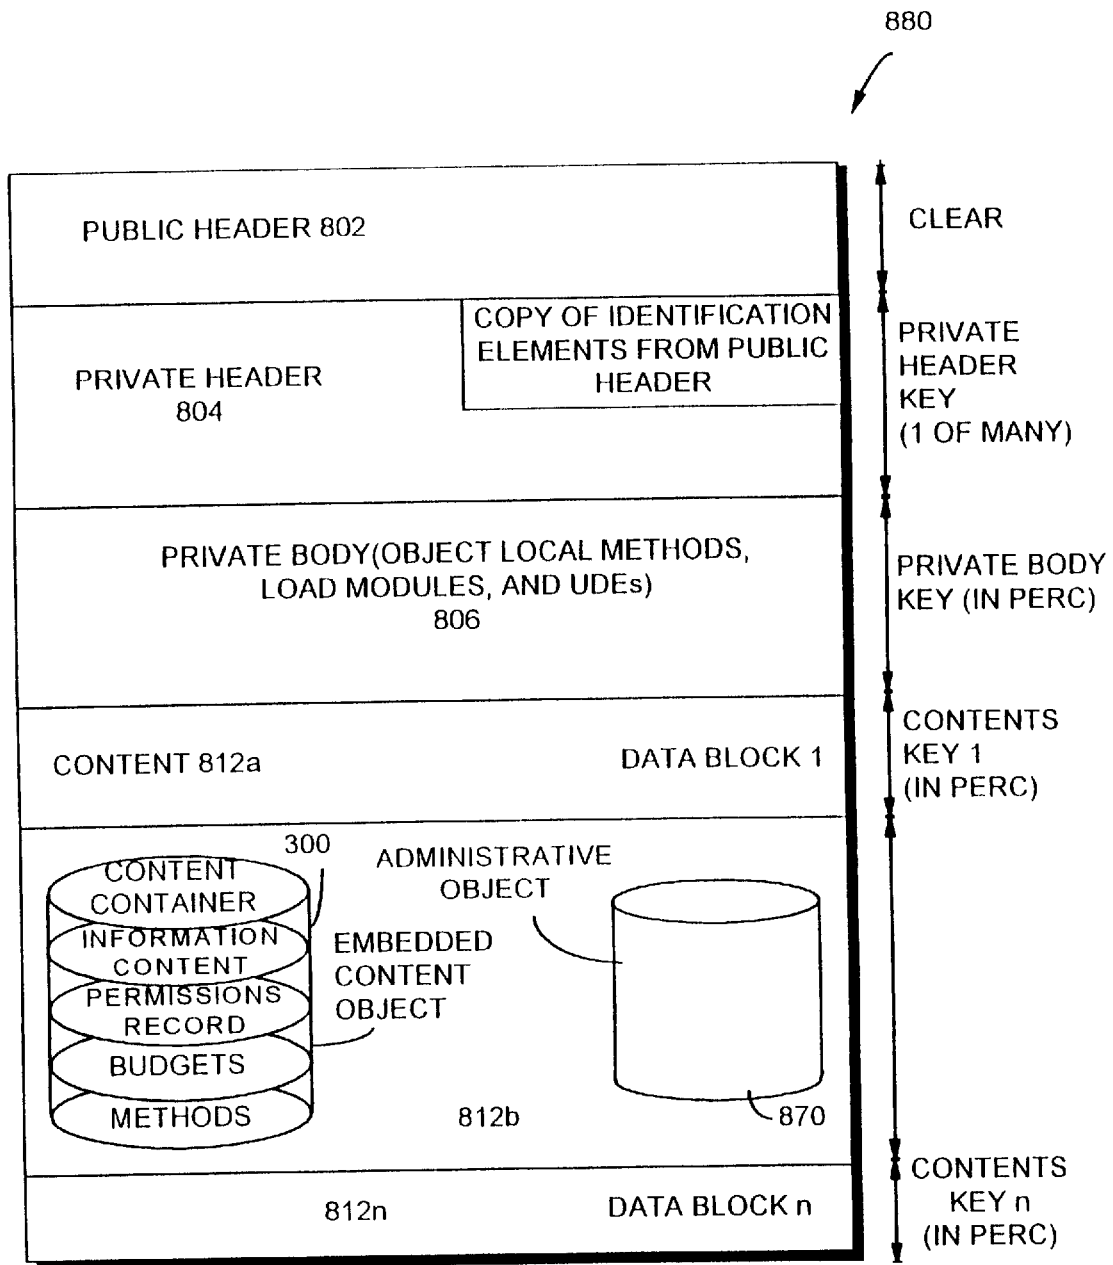 880
PUBLIC HEADER 802
CLEAR
PRIVATE HEADER
804
COPY OF IDENTIFICATION
ELEMENTS FROM PUBLIC
HEADER
PRIVATE
HEADER
KEY
(1 OF MANY)
PRIVATE BODY(OBJECT LOCAL METHODS,
LOAD MODULES, AND UDEs)
806
PRIVATE BODY
KEY (IN PERC)
CONTENT 812a
DATA BLOCK 1
CONTENTS
KEY 1
(IN PERC)
300
CONTENT
CONTAINER
INFORMATION
CONTENT
PERMISSIONS
RECORD
BUDGETS
METHODS
EMBEDDED
CONTENT
OBJECT
ADMINISTRATIVE
OBJECT
812b
870
812n
DATA BLOCK n
CONTENTS
KEY n
(IN PERC)